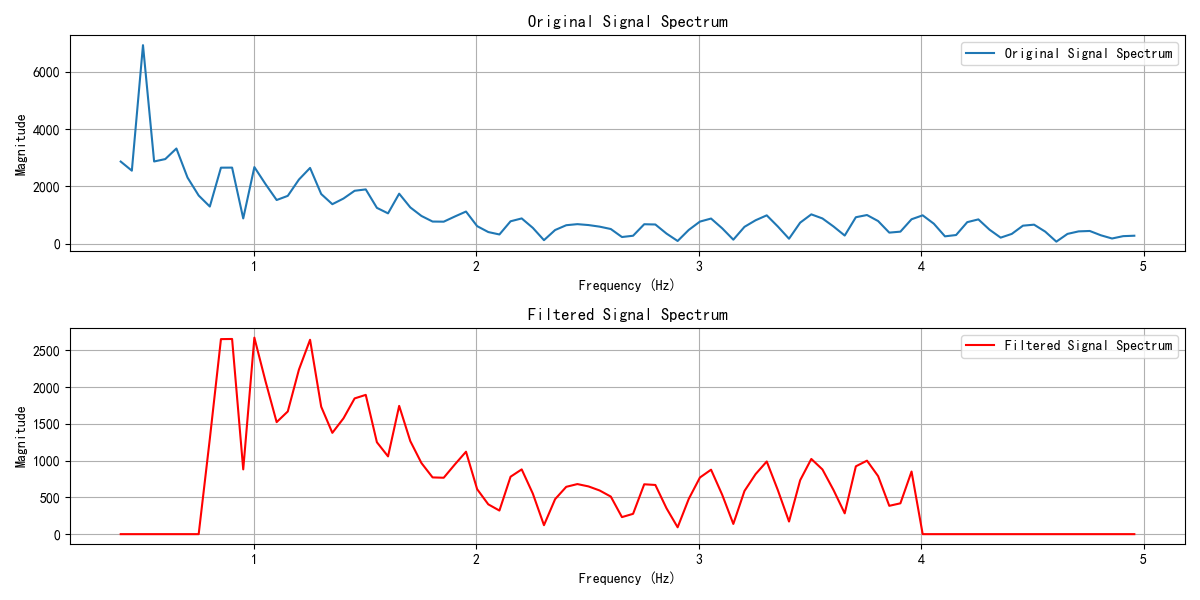 Original Signal Spectrum
Original Signal Spectrum
Magnitude
6000
4000
2000
0
1 2 3 4 5
Frequency (Hz)
Filtered Signal Spectrum
Filtered Signal Spectrum
Magnitude
2500
2000
1500
1000
500
0
1 2 3 4 5
Frequency (Hz)